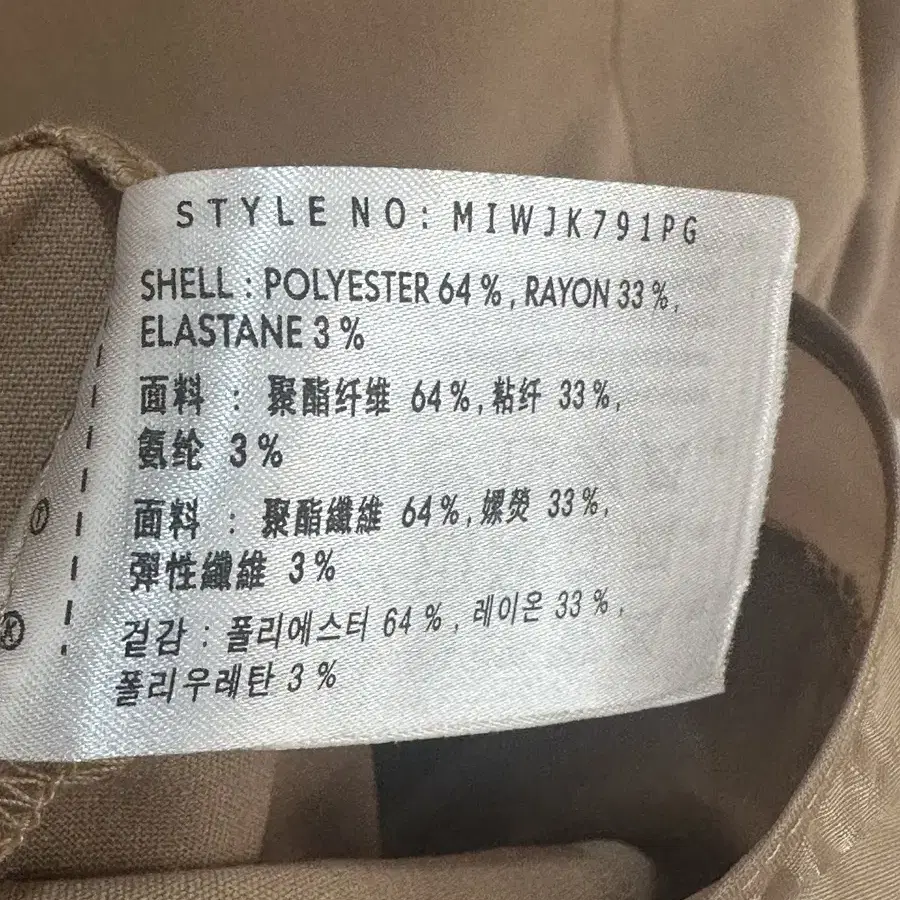 STYLE NO: MIWJK791PG
SHELL : POLYESTER 64 %, RAYON 33 %,
ELASTANE 3 %
面料 : 聚酯纤维 64 %, 粘纤 33 %,
氨纶 3 %
面料 : 聚酯纖維 64 %, 嫘熒 33 %,
彈性纖維 3 %
겉감 : 폴리에스터 64 %, 레이온 33 %,
폴리우레탄 3 %